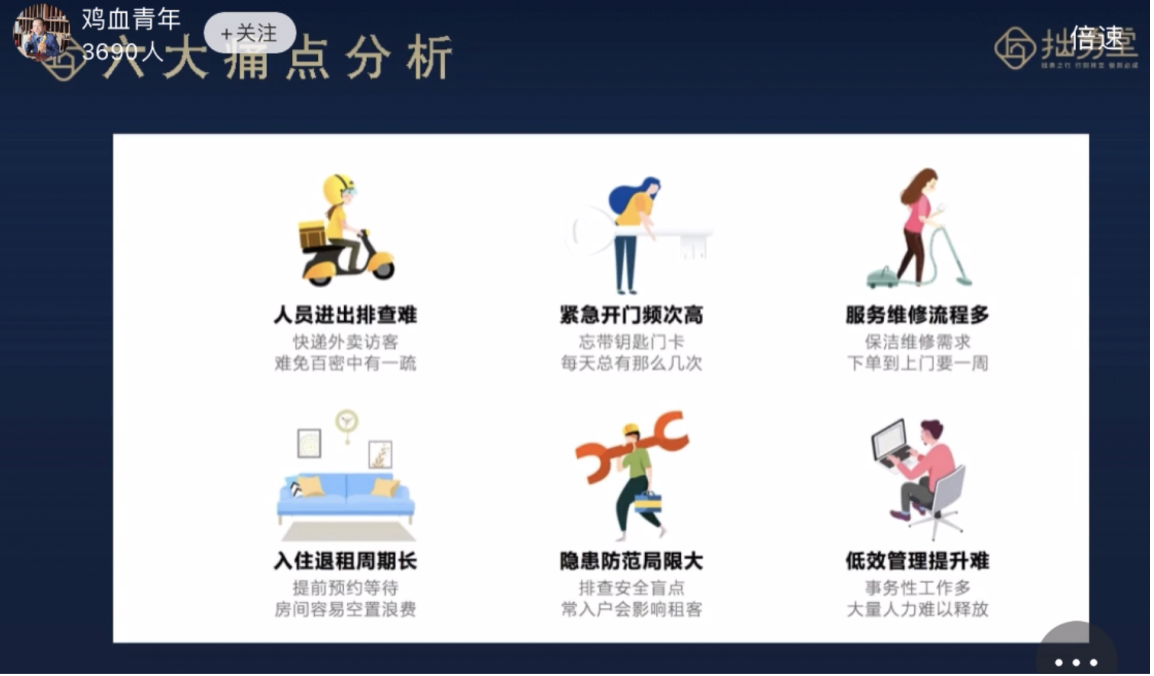 鸡血青年
+关注
3690人
六大痛点分析
倍速
人员进出排查难
快递外卖访客
难免百密中有一疏
紧急开门频次高
忘带钥匙门卡
每天总有那么几次
服务维修流程多
保洁维修需求
下单到上门要一周
入住退租周期长
提前预约等待
房间容易空置浪费
隐患防范局限大
排查安全盲点
常入户会影响租客
低效管理提升难
事务性工作多
大量人力难以释放